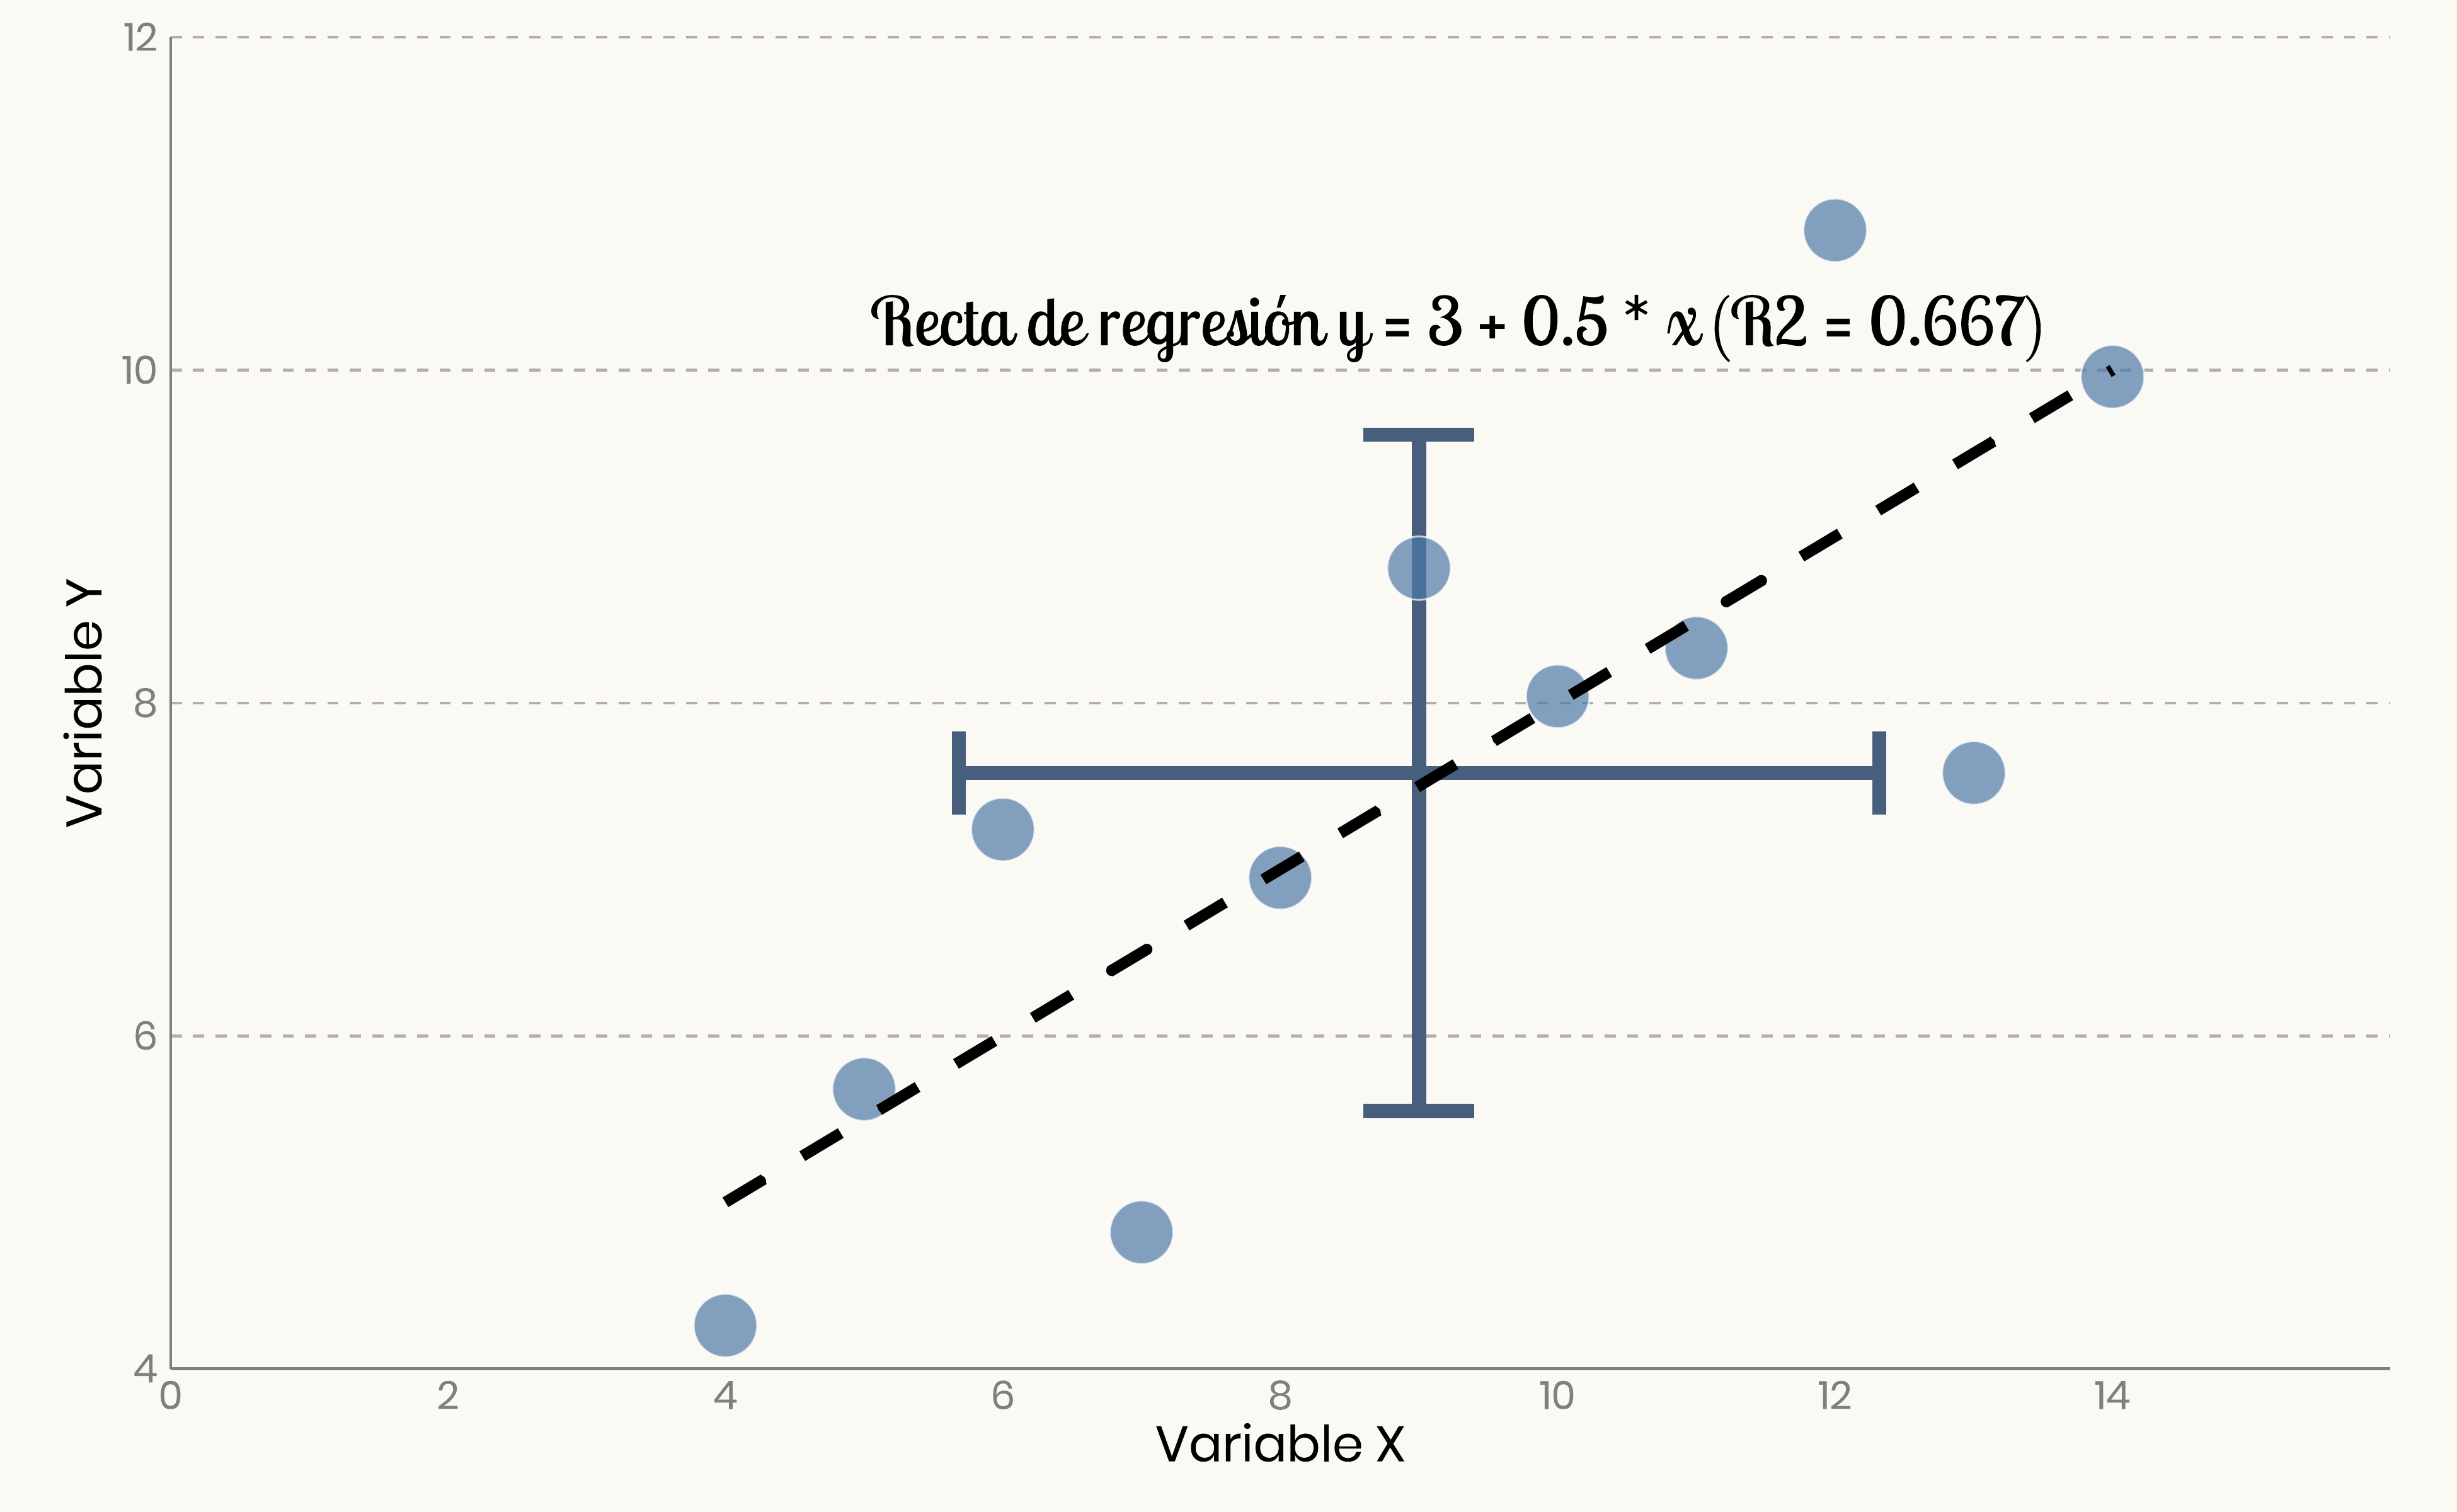 12
Recta de regresión y = 3 + 0.5 * x (R2 = 0.667)
10
Variable Y
8
6
4
0 2 4 6 8 10 12 14
Variable X